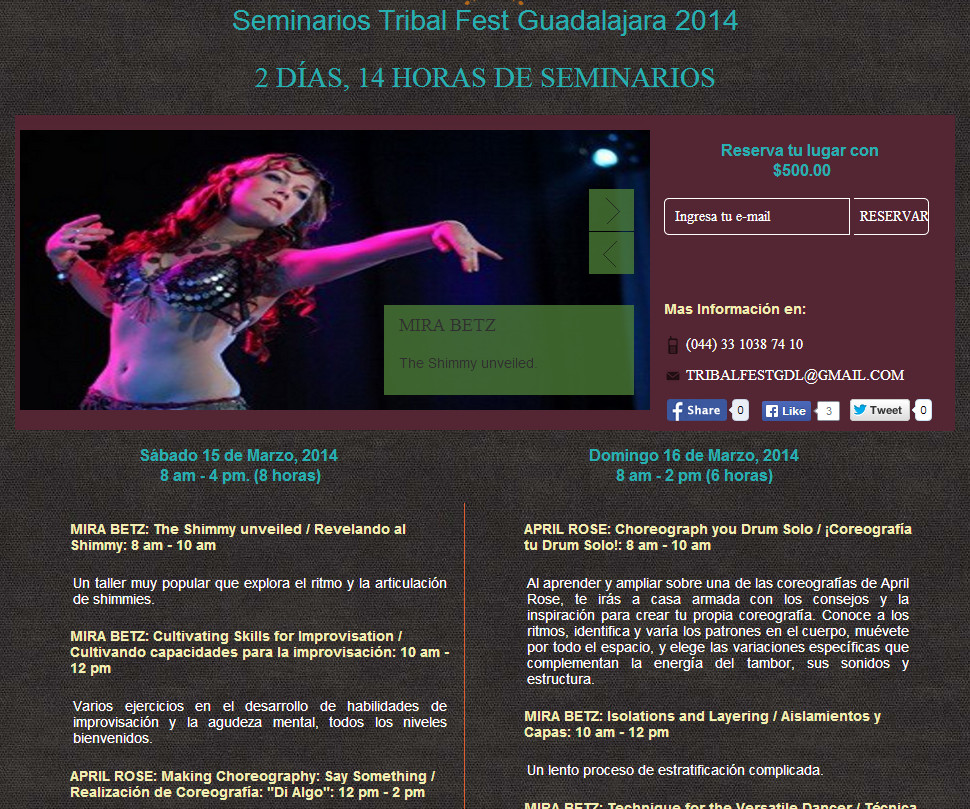 Seminarios Tribal Fest Guadalajara 2014
2 DÍAS, 14 HORAS DE SEMINARIOS
MIRA BETZ
The Shimmy unveiled
Reserva tu lugar con
$500.00
Ingresa tu e-mail
RESERVAR
Mas Información en:
(044) 33 1038 74 10
TRIBALFESTGDL@GMAIL.COM
Share 0 Like 3 Tweet 0
Sábado 15 de Marzo, 2014
8 am - 4 pm. (8 horas)
MIRA BETZ: The Shimmy unveiled / Revelando al
Shimmy: 8 am - 10 am
Un taller muy popular que explora el ritmo y la articulación
de shimmies.
MIRA BETZ: Cultivating Skills for Improvisation /
Cultivando capacidades para la improvisación: 10 am -
12 pm
Varios ejercicios en el desarrollo de habilidades de
improvisación y la agudeza mental, todos los niveles
bienvenidos.
APRIL ROSE: Making Choreography: Say Something /
Realización de Coreografía: "Di Algo": 12 pm - 2 pm
Domingo 16 de Marzo, 2014
8 am - 2 pm (6 horas)
APRIL ROSE: Choreograph you Drum Solo / ¡Coreografía
tu Drum Solo!: 8 am - 10 am
Al aprender y ampliar sobre una de las coreografías de April
Rose, te irás a casa armada con los consejos y la
inspiración para crear tu propia coreografía. Conoce a los
ritmos, identifica y varía los patrones en el cuerpo, muévete
por todo el espacio, y elege las variaciones específicas que
complementan la energía del tambor, sus sonidos y
estructura.
MIRA BETZ: Isolations and Layering / Aislamientos y
Capas: 10 am - 12 pm
Un lento proceso de estratificación complicada.
MIRA BETZ: Technique for the Versatile Dancer / Técnica